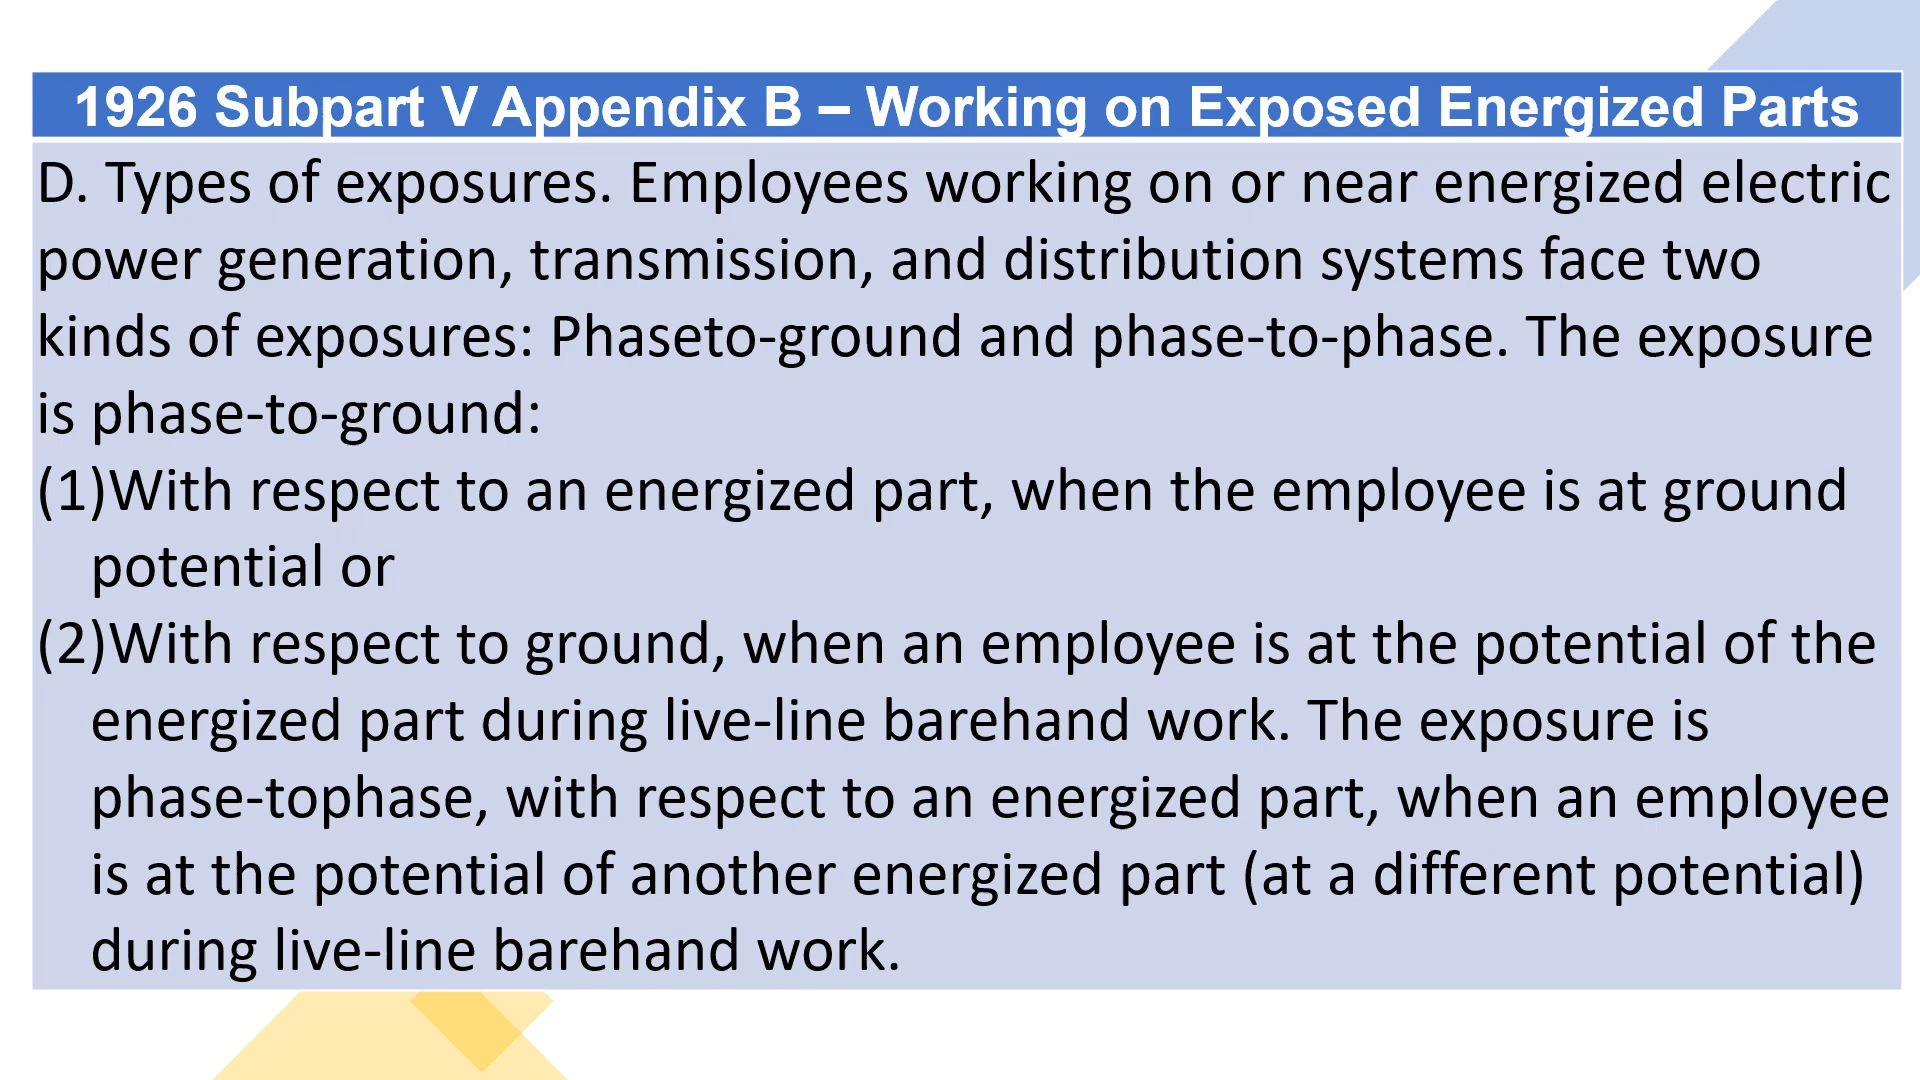 1926 Subpart V Appendix B – Working on Exposed Energized Parts
D. Types of exposures. Employees working on or near energized electric
power generation, transmission, and distribution systems face two
kinds of exposures: Phaseto-ground and phase-to-phase. The exposure
is phase-to-ground:
(1)With respect to an energized part, when the employee is at ground
potential or
(2)With respect to ground, when an employee is at the potential of the
energized part during live-line barehand work. The exposure is
phase-tophase, with respect to an energized part, when an employee
is at the potential of another energized part (at a different potential)
during live-line barehand work.